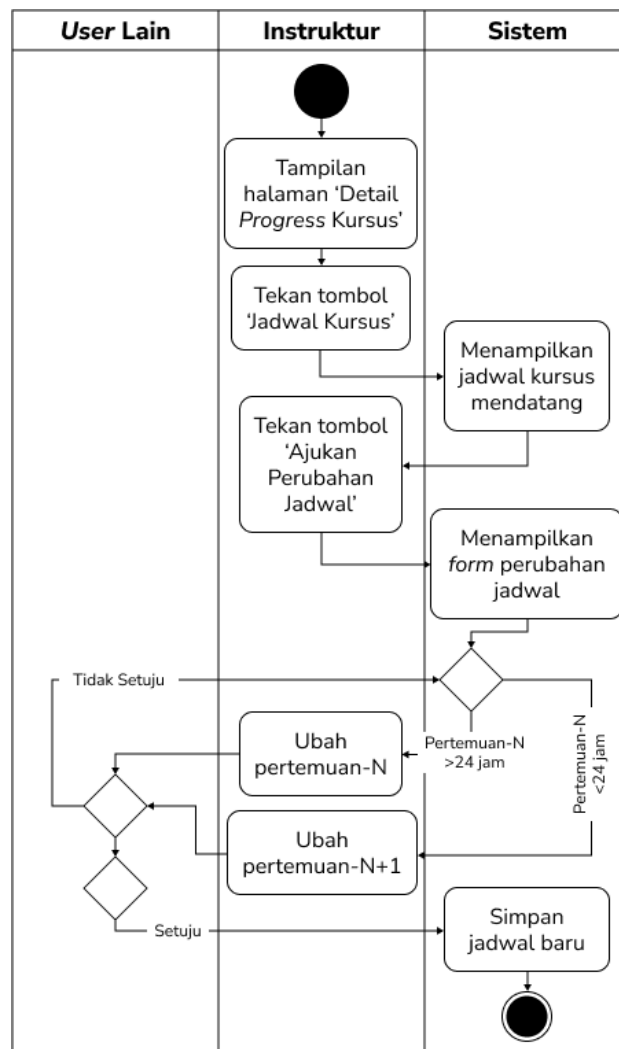 User Lain
Instruktur
Sistem
Tampilan
halaman ‘Detail
Progress Kursus’
Tekan tombol
‘Jadwal Kursus’
Menampilkan
jadwal kursus
mendatang
Tekan tombol
‘Ajukan
Perubahan
Jadwal’
Menampilkan
form perubahan
jadwal
Tidak Setuju
Ubah
pertemuan-N
Pertemuan-N
>24 jam
Pertemuan-N
<24 jam
Ubah
pertemuan-N+1
Setuju
Simpan
jadwal baru